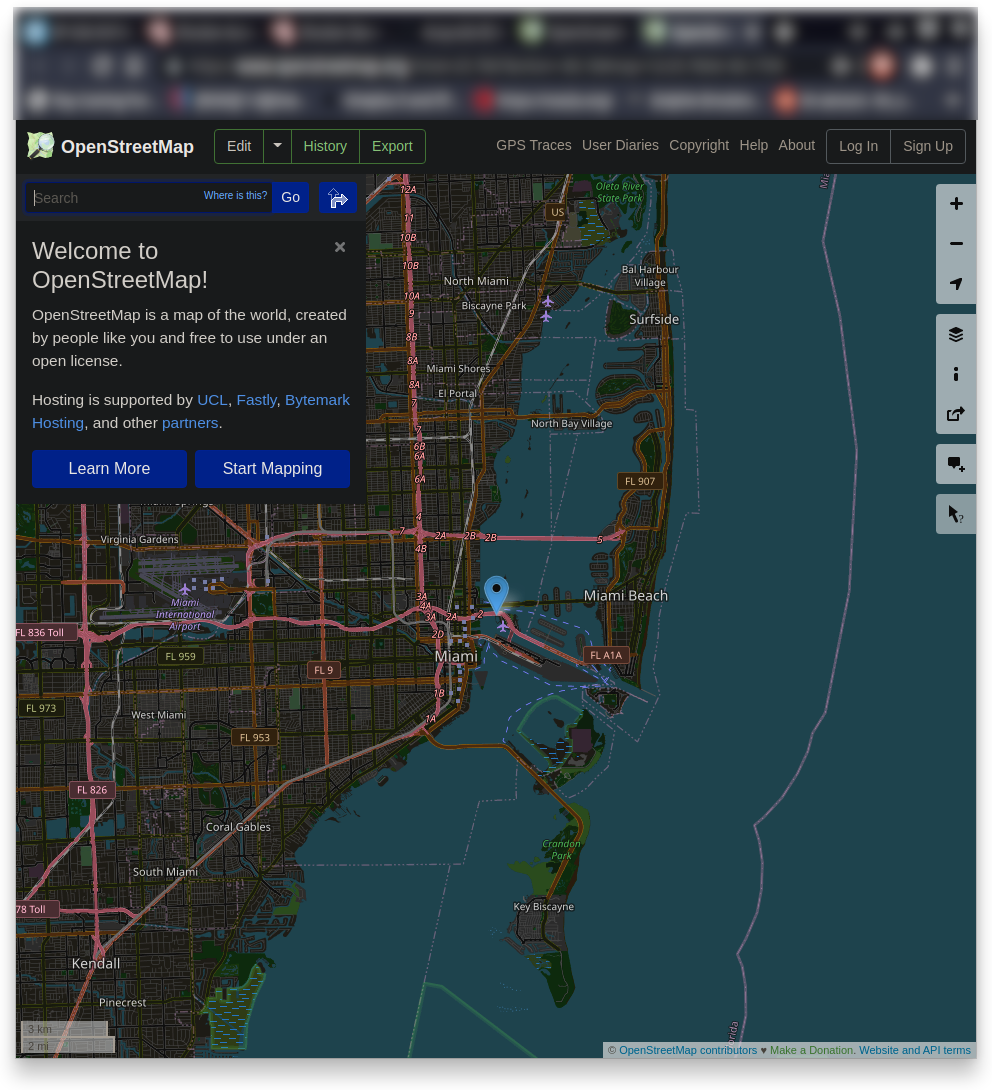 OpenStreetMap
Edit
History
Export
GPS Traces
User Diaries
Copyright
Help
About
Log In
Sign Up
Search
Where is this?
Go
Welcome to
OpenStreetMap!
OpenStreetMap is a map of the world, created
by people like you and free to use under an
open license.
Hosting is supported by UCL, Fastly, Bytemark
Hosting, and other partners.
Learn More
Start Mapping
12A
Oleta River
State Park
11
US
10B
10B
Bal Harbour
Village
North Miami
10A
Biscayne Park
9
Surfside
8B
8A
Miami Shores
8A
El Portal
7
North Bay Village
7
6B
6A
6A
FL 907
4
7
2A
2B
2B
5
Virginia Gardens
4B
Miami
International
Airport
3A
4A
3A
2A
2
Miami Beach
FL 836 Toll
2D
FL 959
Miami
FL A1A
FL 9
1B
FL 973
West Miami
1A
FL 953
FL 826
Coral Gables
Crandon
Park
South Miami
Key Biscayne
78 Toll
Kendall
Pinecrest
3 km
2 mi
© OpenStreetMap contributors ♥ Make a Donation. Website and API terms